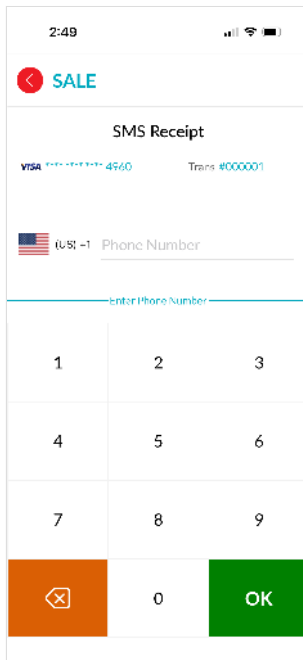 2:49
SALE
SMS Receipt
VISA **** **** **** 4960 Trans #000001
(US) +1 Phone Number
Enter Phone Number
1 2 3
4 5 6
7 8 9
0 OK